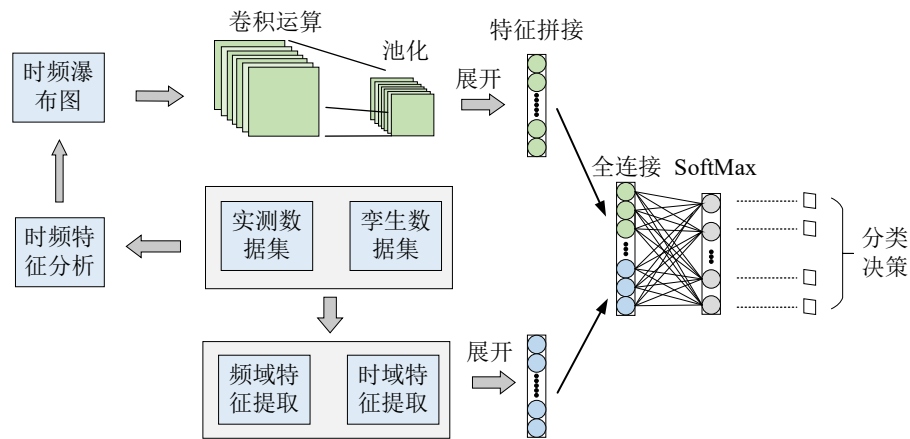 卷积运算
池化
特征拼接
时频瀑
布图
展开
全连接 SoftMax
实测数
据集
孪生数
据集
时频特
征分析
分类
决策
频域特
征提取
时域特
征提取
展开